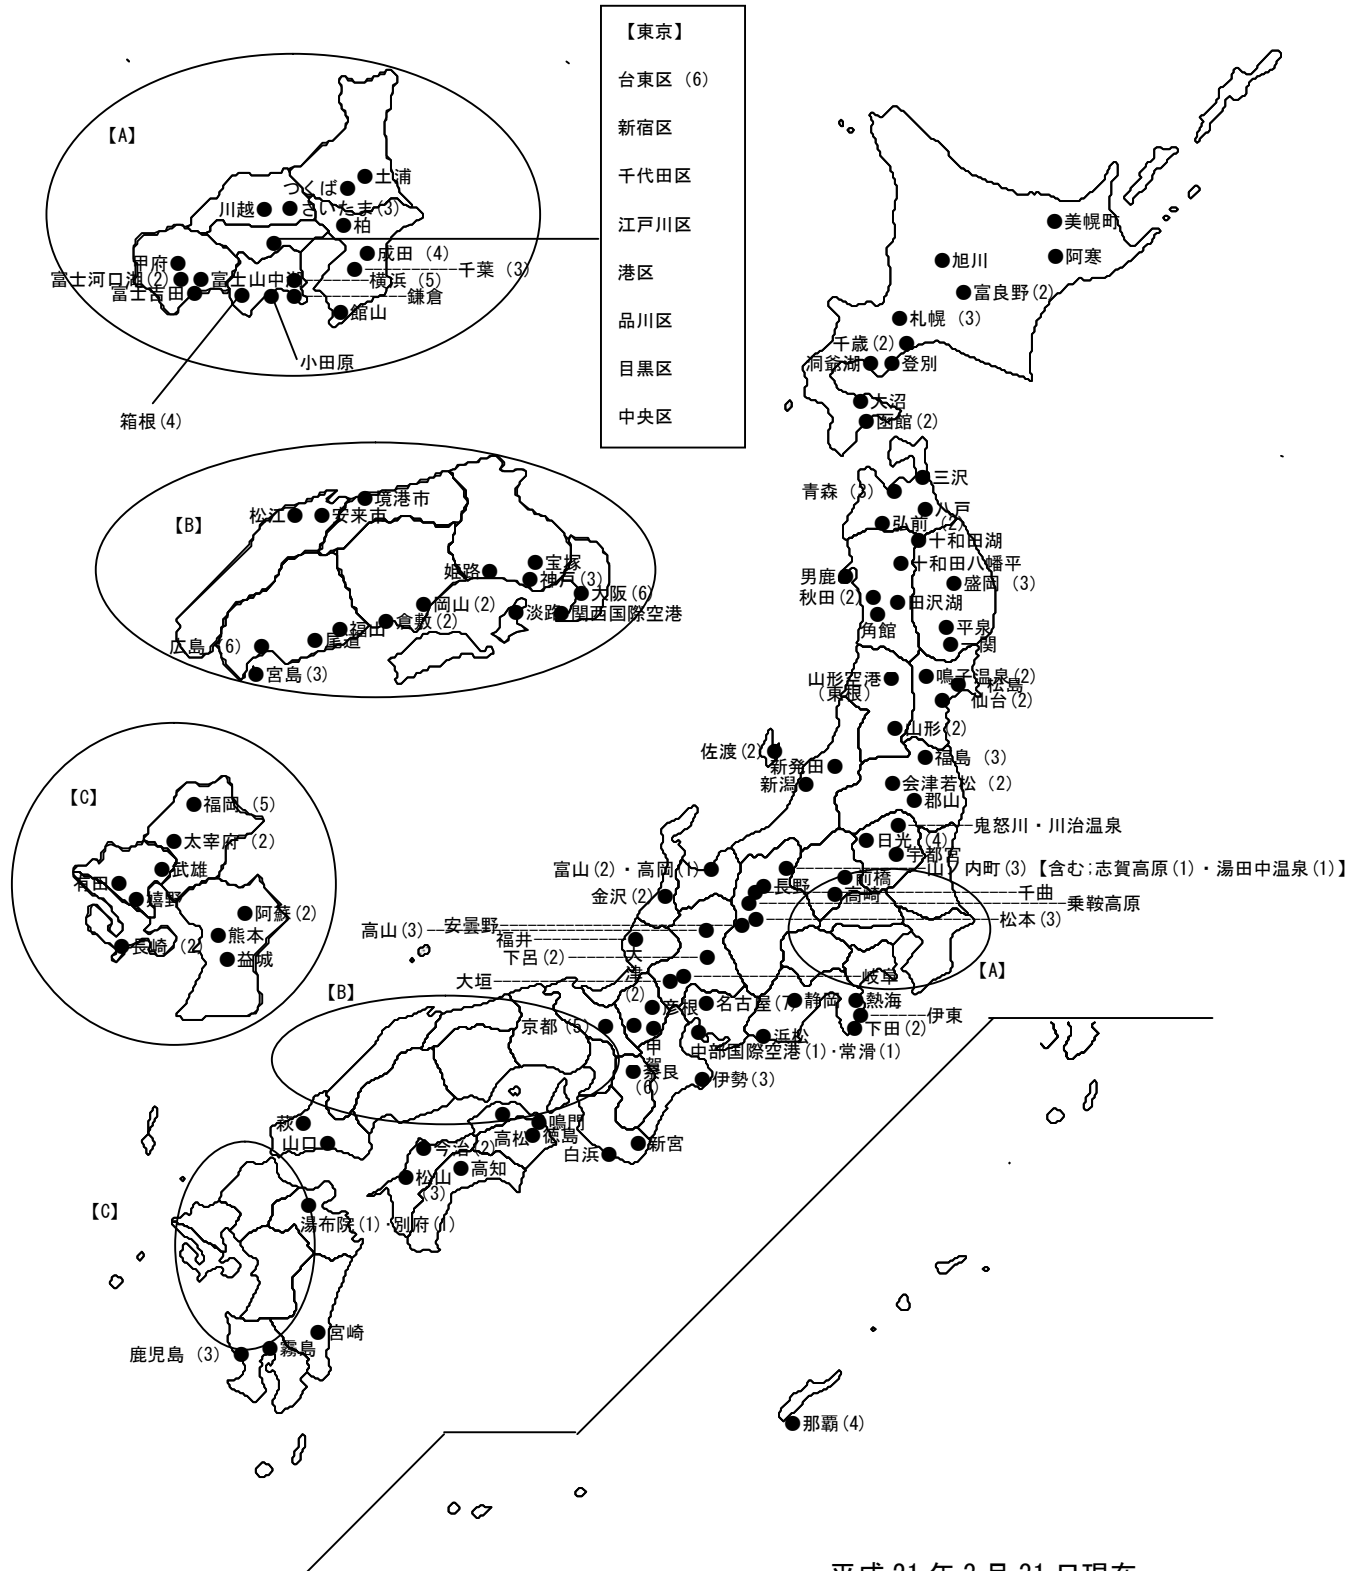 【東京】
台東区 (6)
新宿区
千代田区
江戸川区
港区
品川区
目黒区
中央区
【A】
土浦
つくば
川越
さいたま(3)
柏
成田 (4)
千葉 (3)
甲府
富士河口湖(2)
富士山中湖
横浜 (5)
富士吉田
鎌倉
館山
小田原
箱根(4)
【B】
境港市
松江
安来市
宝塚
姫路
神戸(3)
大阪(6)
岡山(2)
淡路
関西国際空港
倉敷(2)
福山
尾道
広島 (6)
宮島(3)
【C】
福岡 (5)
太宰府 (2)
武雄
有田
嬉野
阿蘇(2)
熊本
長崎 (2)
益城
美幌町
阿寒
旭川
富良野(2)
札幌 (3)
千歳(2)
洞爺湖
登別
大沼
函館(2)
三沢
青森 (3)
八戸
弘前 (2)
十和田湖
十和田八幡平
男鹿
盛岡 (3)
秋田(2)
田沢湖
角館
平泉
一関
山形空港
(東根)
鳴子温泉(2)
松島
仙台(2)
山形(2)
福島 (3)
佐渡(2)
新発田
新潟
会津若松 (2)
郡山
鬼怒川・川治温泉
日光 (4)
宇都宮
富山(2)・高岡(1)
山ノ内町(3)【含む;志賀高原(1)・湯田中温泉(1)】
前橋
長野
千曲
金沢(2)
高崎
乗鞍高原
松本(3)
安曇野
高山(3)
福井
下呂(2)
大津(2)
岐阜
【A】
大垣
彦根
名古屋(7)
静岡
熱海
伊東
下田(2)
【B】
京都 (5)
甲賀
浜松
中部国際空港(1)・常滑(1)
奈良
(6)
伊勢(3)
萩
山口
鳴門
高松
徳島
今治(2)
白浜
新宮
高知
松山
(3)
【C】
湯布院(1)・別府(1)
宮崎
霧島
鹿児島 (3)
那覇(4)
平成 21 年 3 月 31 日現在